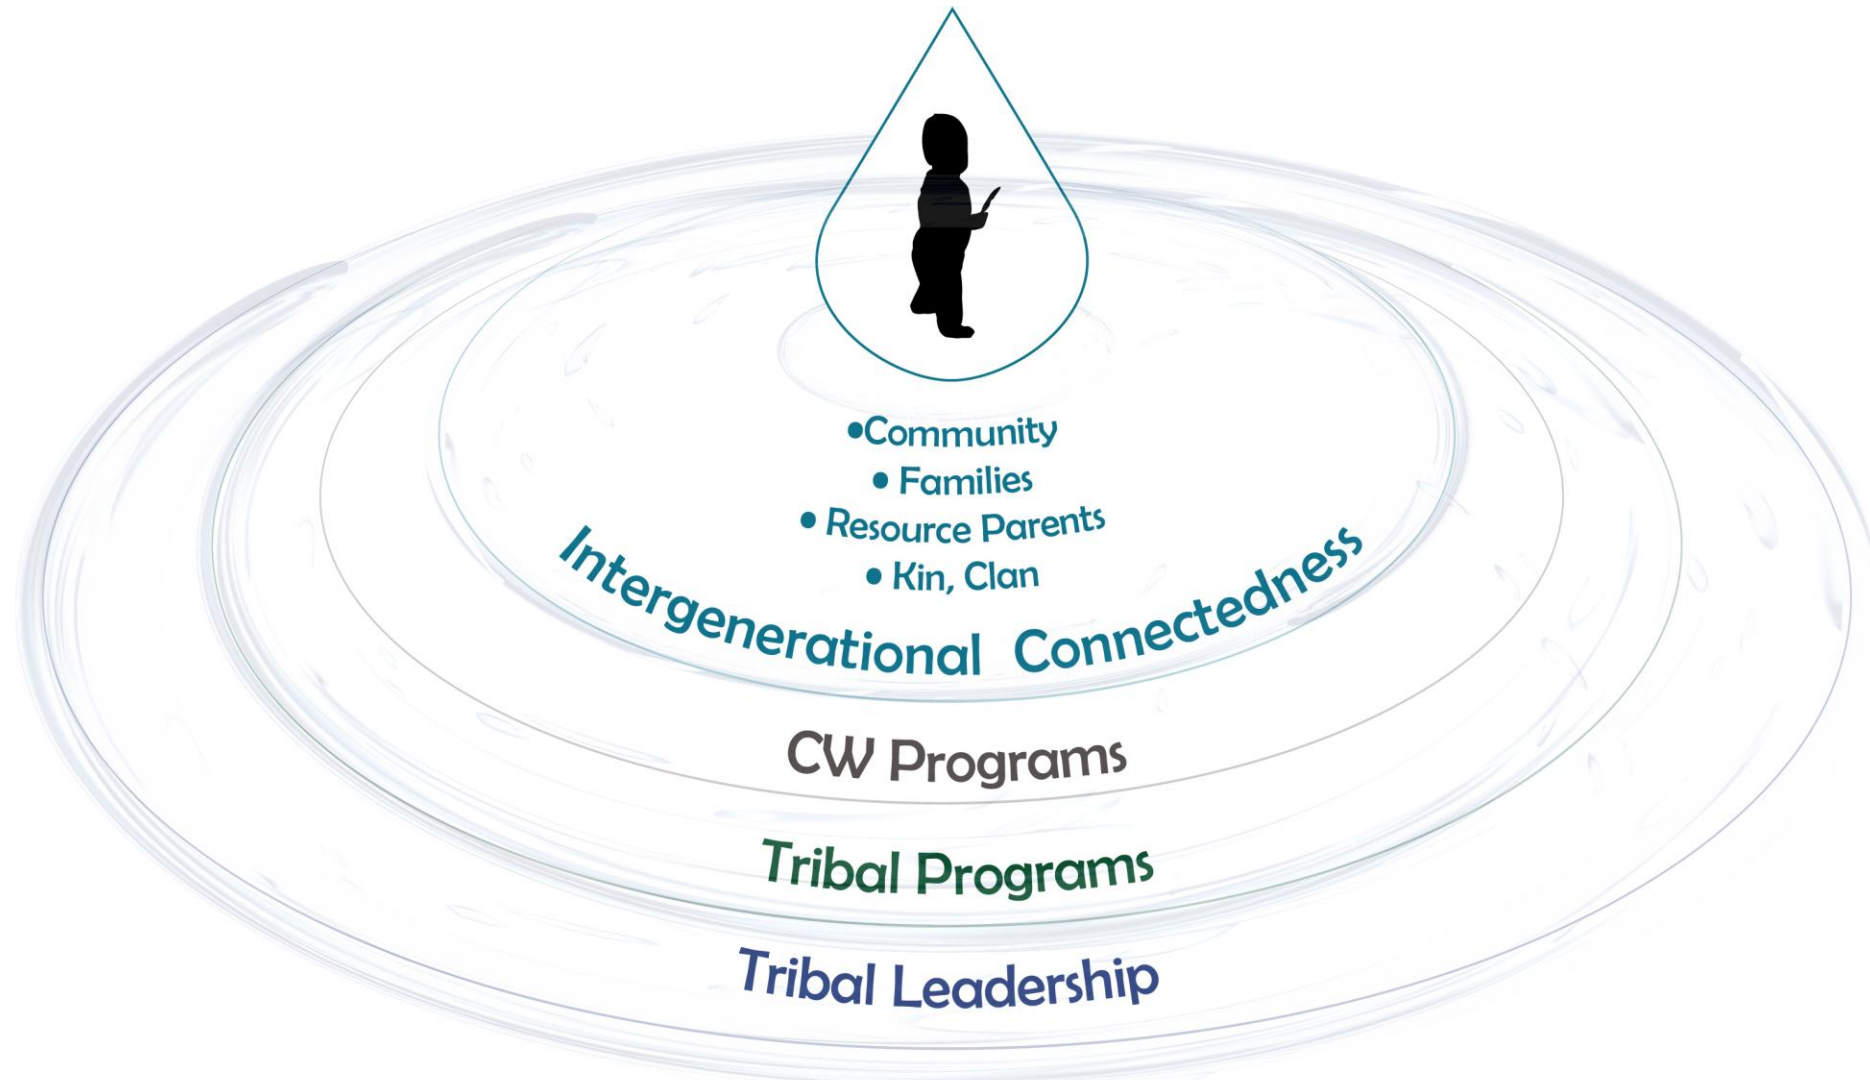 •Community
• Families
• Resource Parents
• Kin, Clan
Intergenerational Connectedness
CW Programs
Tribal Programs
Tribal Leadership